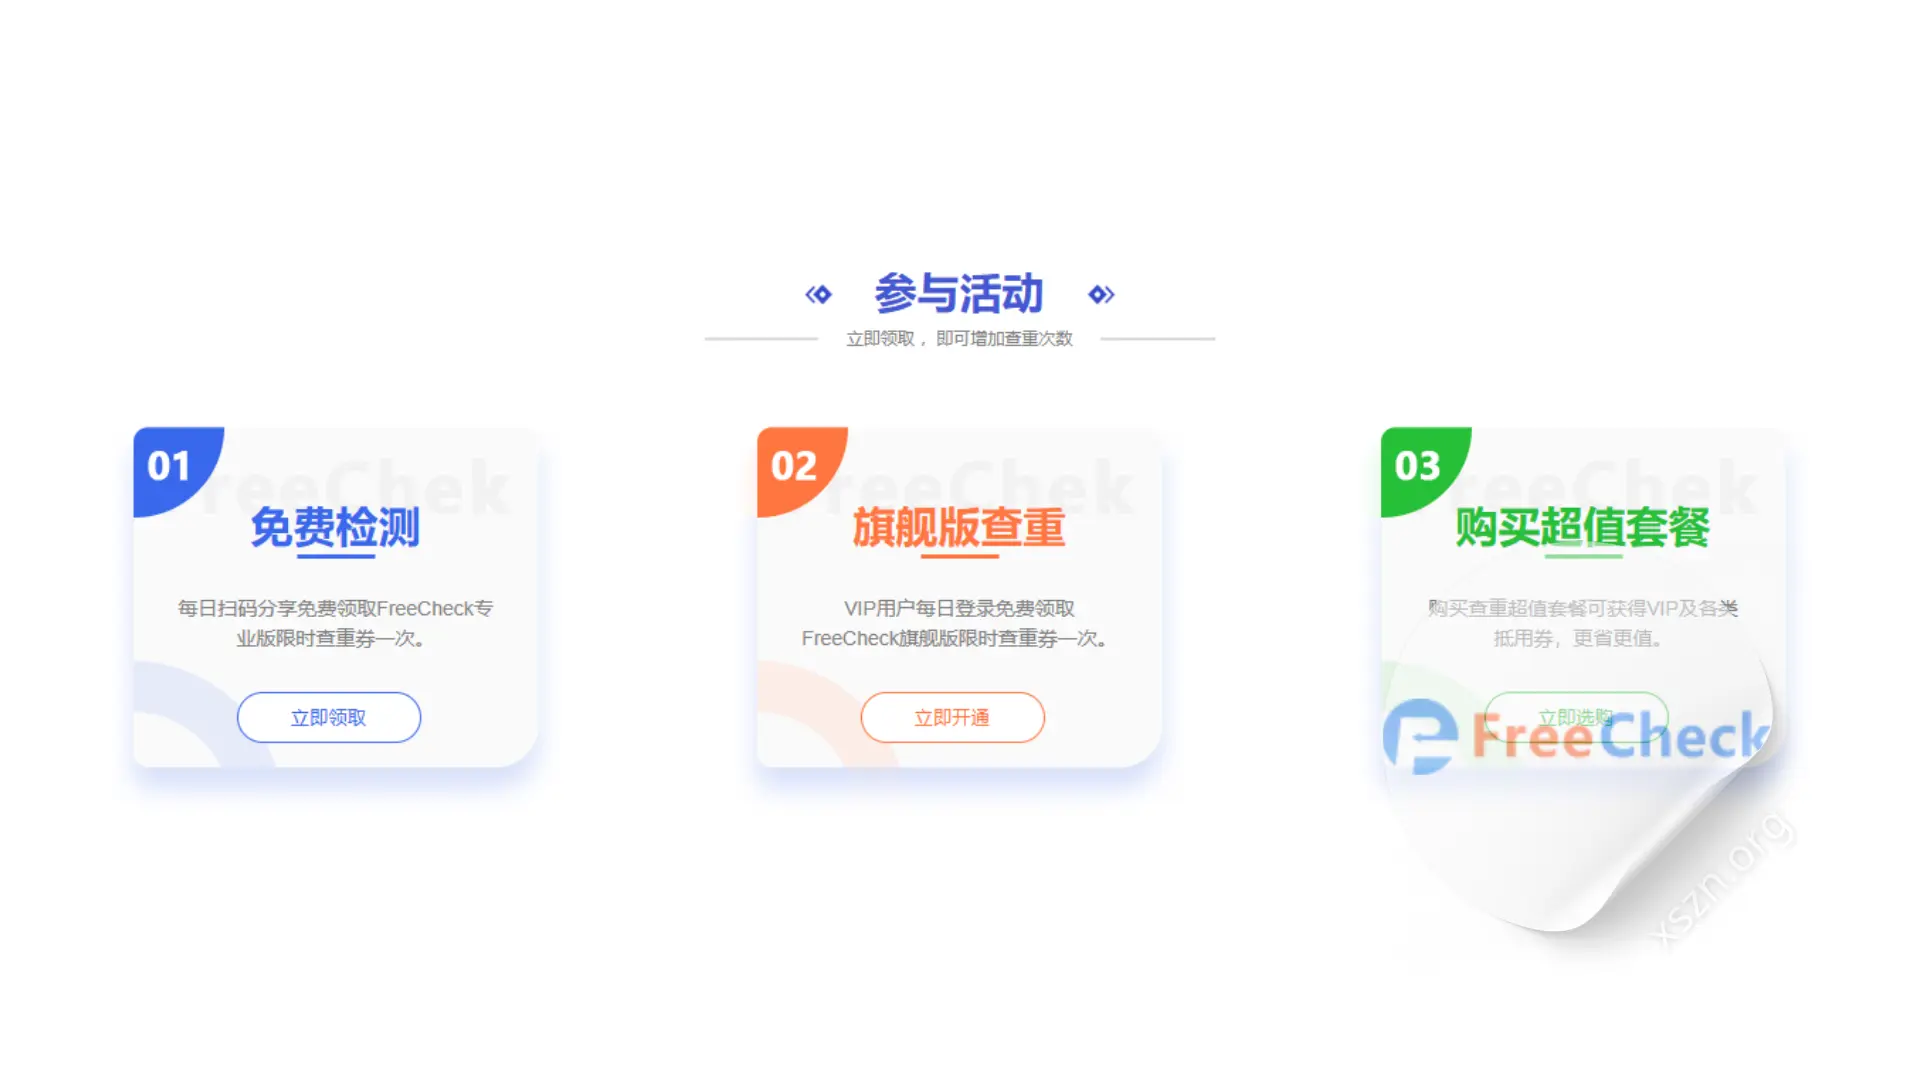 参与活动
立即领取，即可增加查重次数
01
FreeChek
免费检测
每日扫码分享免费领取FreeCheck专
业版限时查重券一次。
立即领取
02
FreeChek
旗舰版查重
VIP用户每日登录免费领取
FreeCheck旗舰版限时查重券一次。
立即开通
03
FreeChek
购买超值套餐
购买查重超值套餐可获得VIP及各类
抵用券，更省更值。
立即选购
FreeCheck
xszn.org